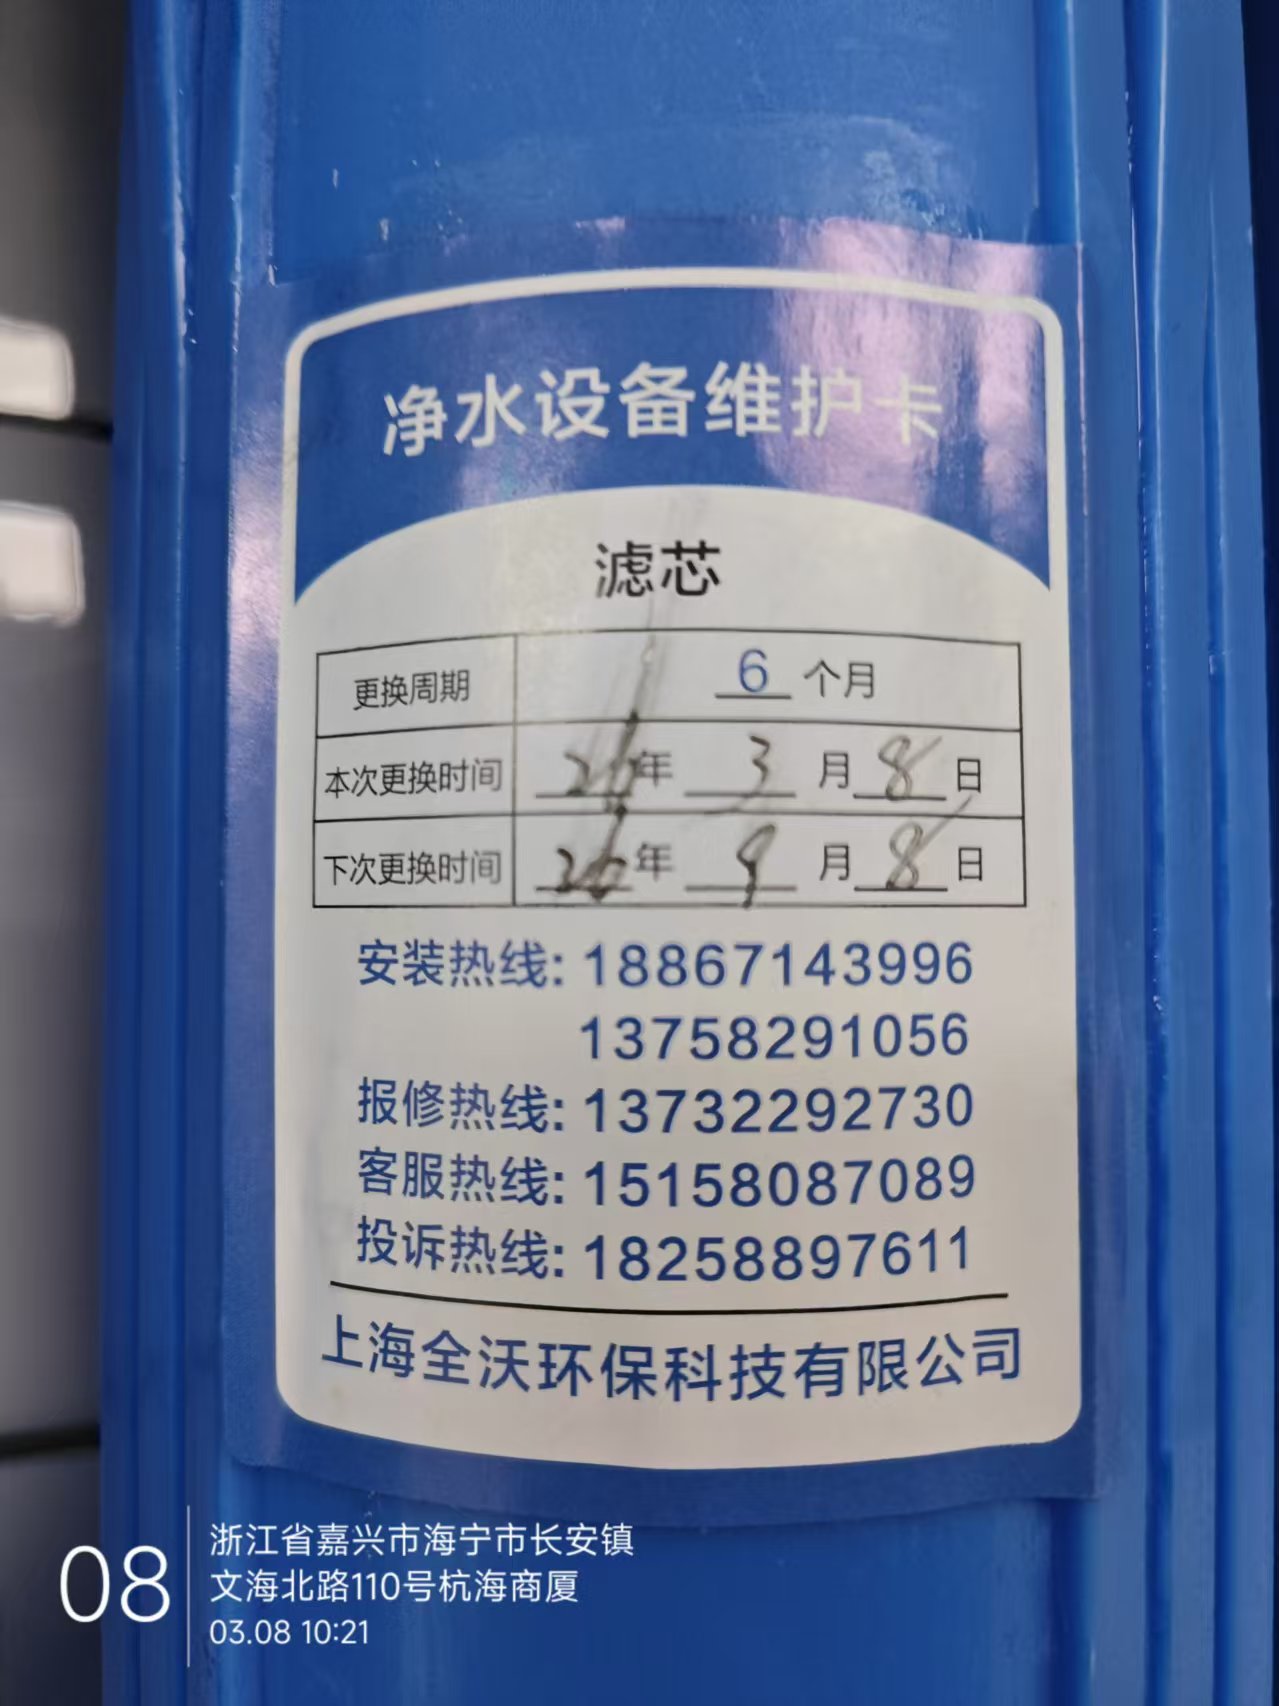 净水设备维护卡
滤芯
更换周期 6 个月
本次更换时间 26年 3 月 8 日
下次更换时间 26年 9 月 8 日
安装热线: 18867143996
13758291056
报修热线: 13732292730
客服热线: 15158087089
投诉热线: 18258897611
上海全沃环保科技有限公司
08
浙江省嘉兴市海宁市长安镇
文海北路110号杭海商厦
03.08 10:21